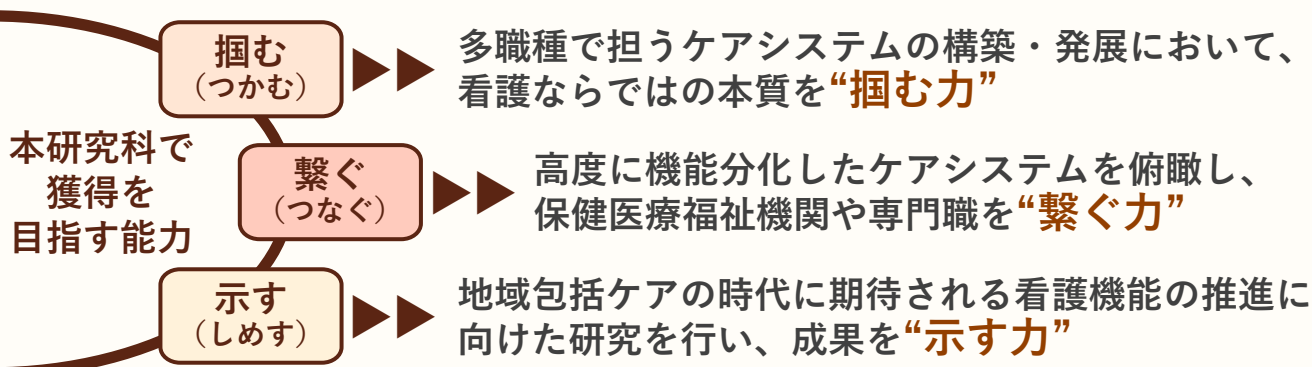 本研究科で
獲得を
目指す能力
掴む
（つかむ）
多職種で担うケアシステムの構築・発展において、
看護ならではの本質を“掴む力”
繋ぐ
（つなぐ）
高度に機能分化したケアシステムを俯瞰し、
保健医療福祉機関や専門職を“繋ぐ力”
示す
（しめす）
地域包括ケアの時代に期待される看護機能の推進に
向けた研究を行い、成果を“示す力”